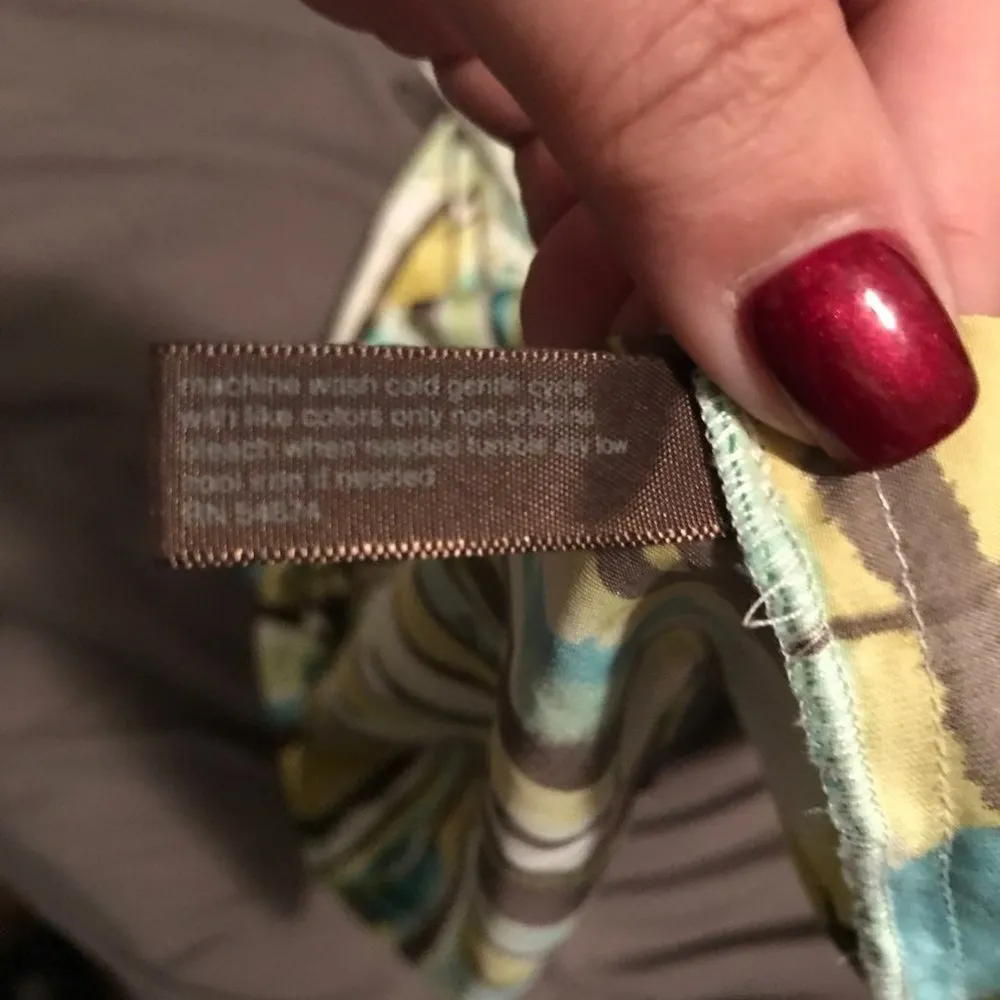 machine wash cold gentle cycle
with like colors only non-chlorine
bleach when needed tumble dry low
cool iron if needed
RN 54874